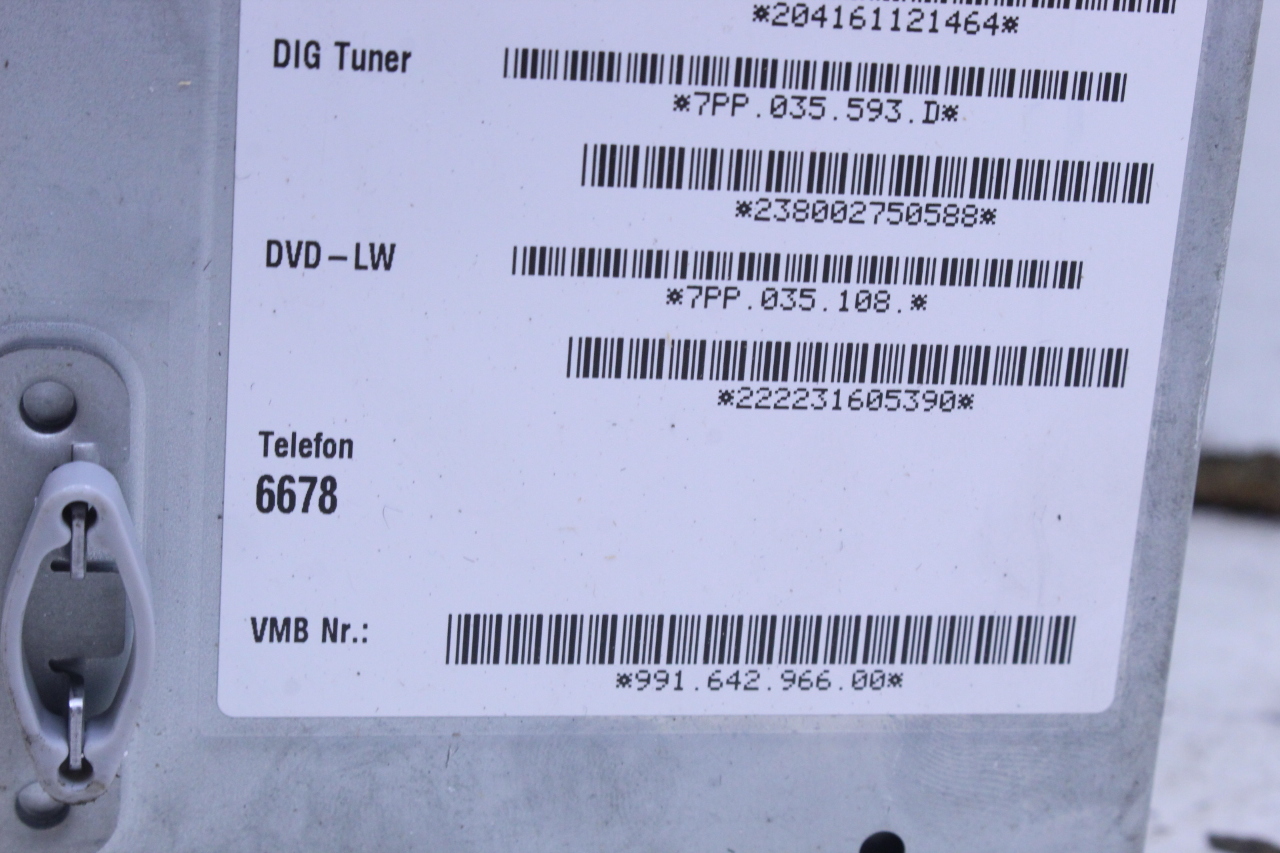 *204161121464*
DIG Tuner
*7PP.035.593.D*
*238002750588*
DVD-LW
*7PP.035.108.*
*222231605390*
Telefon
6678
VMB Nr.:
*991.642.966.00*